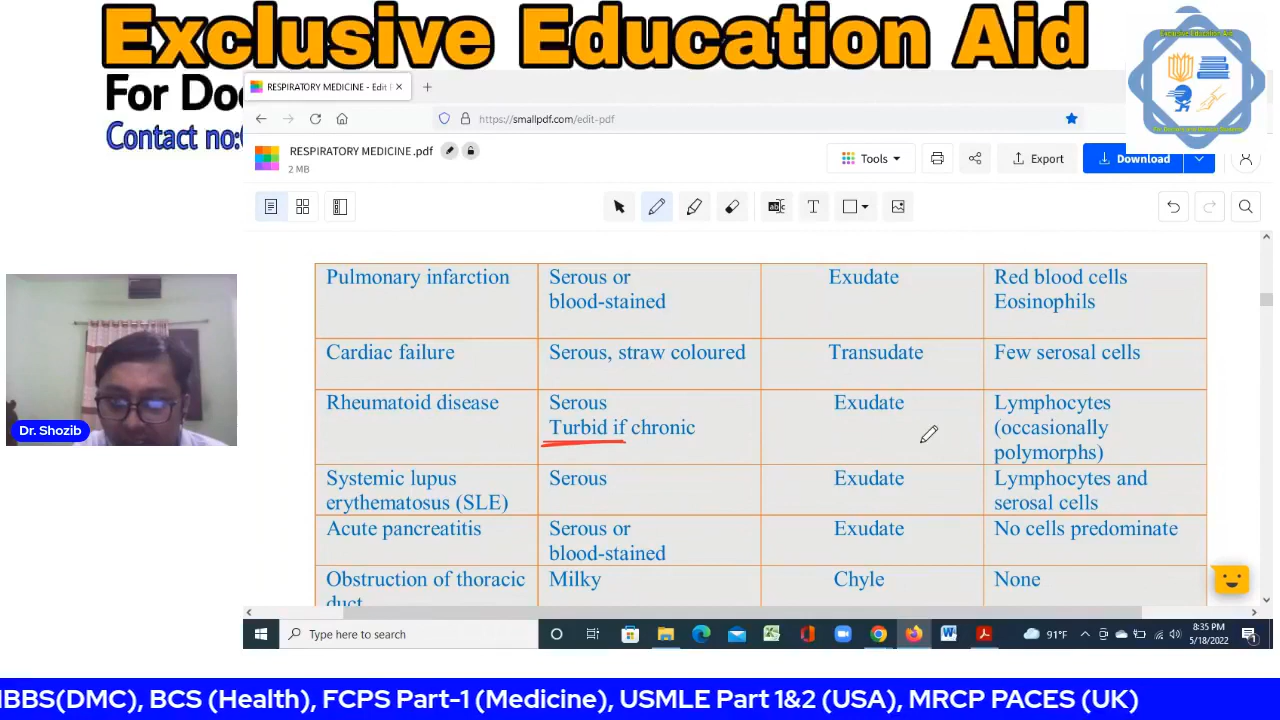 Exclusive Education Aid
For Do
Contact no:
RESPIRATORY MEDICINE - Edit
https://smallpdf.com/edit-pdf
RESPIRATORY MEDICINE .pdf
2 MB
Tools
Export
Download
Pulmonary infarction
Serous or
blood-stained
Exudate
Red blood cells
Eosinophils
Cardiac failure
Serous, straw coloured
Transudate
Few serosal cells
Rheumatoid disease
Serous
Turbid if chronic
Exudate
Lymphocytes
(occasionally
polymorphs)
Systemic lupus
erythematosus (SLE)
Serous
Exudate
Lymphocytes and
serosal cells
Acute pancreatitis
Serous or
blood-stained
Exudate
No cells predominate
Obstruction of thoracic
duct
Milky
Chyle
None
Dr. Shozib
Type here to search
91°F
8:35 PM
5/18/2022
IBBS(DMC), BCS (Health), FCPS Part-1 (Medicine), USMLE Part 1&2 (USA), MRCP PACES (UK)